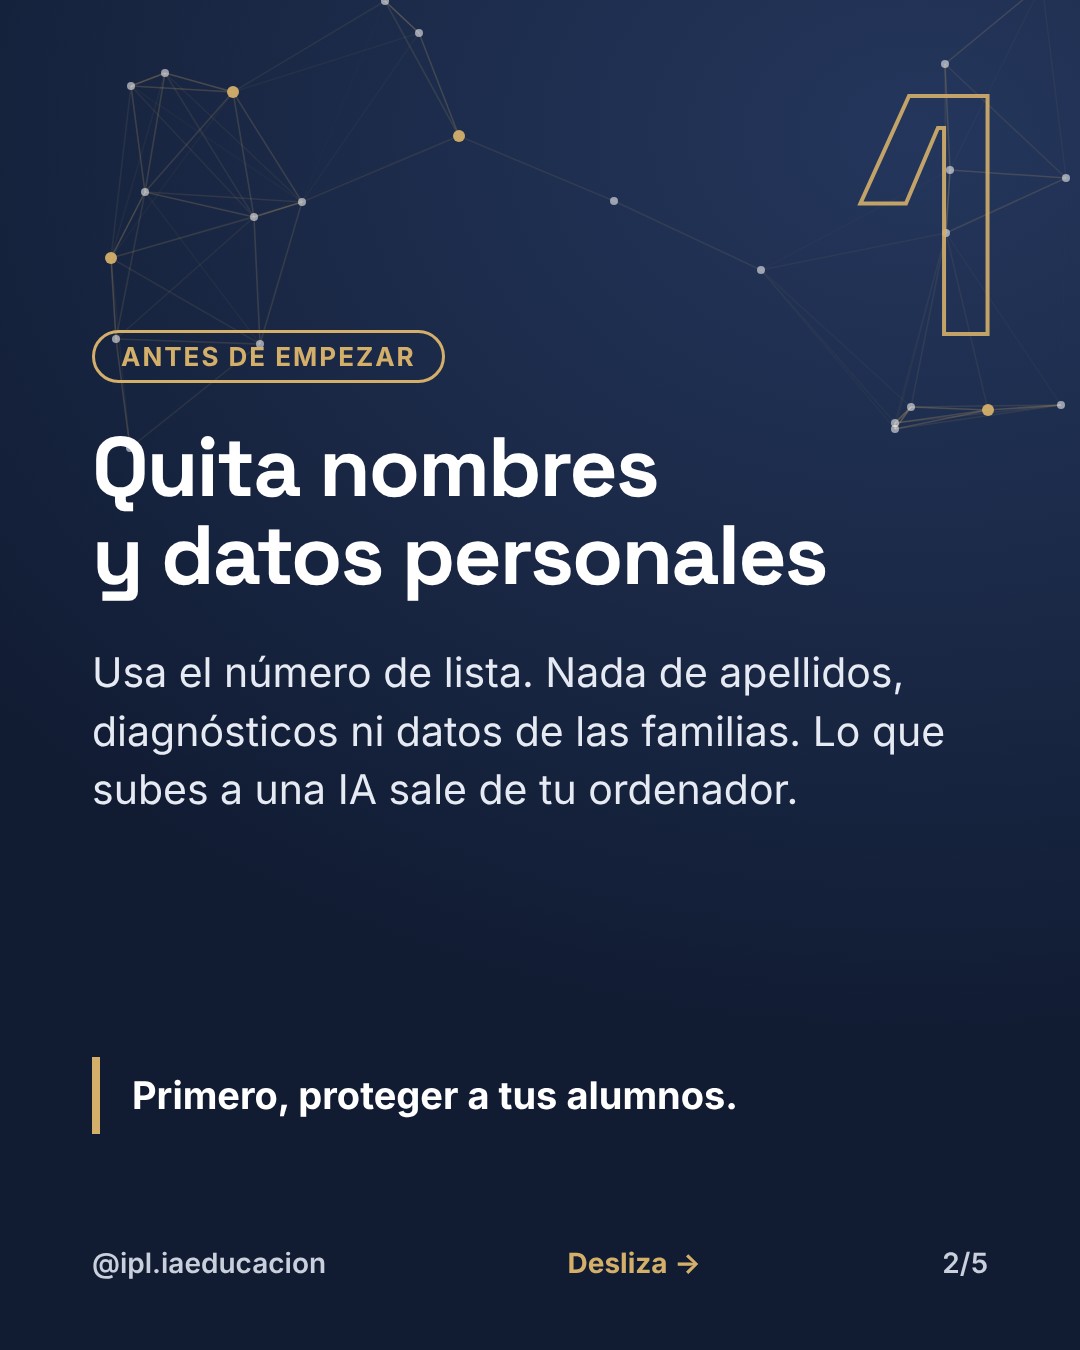 1
ANTES DE EMPEZAR
Quita nombres
y datos personales
Usa el número de lista. Nada de apellidos,
diagnósticos ni datos de las familias. Lo que
subes a una IA sale de tu ordenador.
Primero, proteger a tus alumnos.
@ipl.iaeducacion
Desliza →
2/5